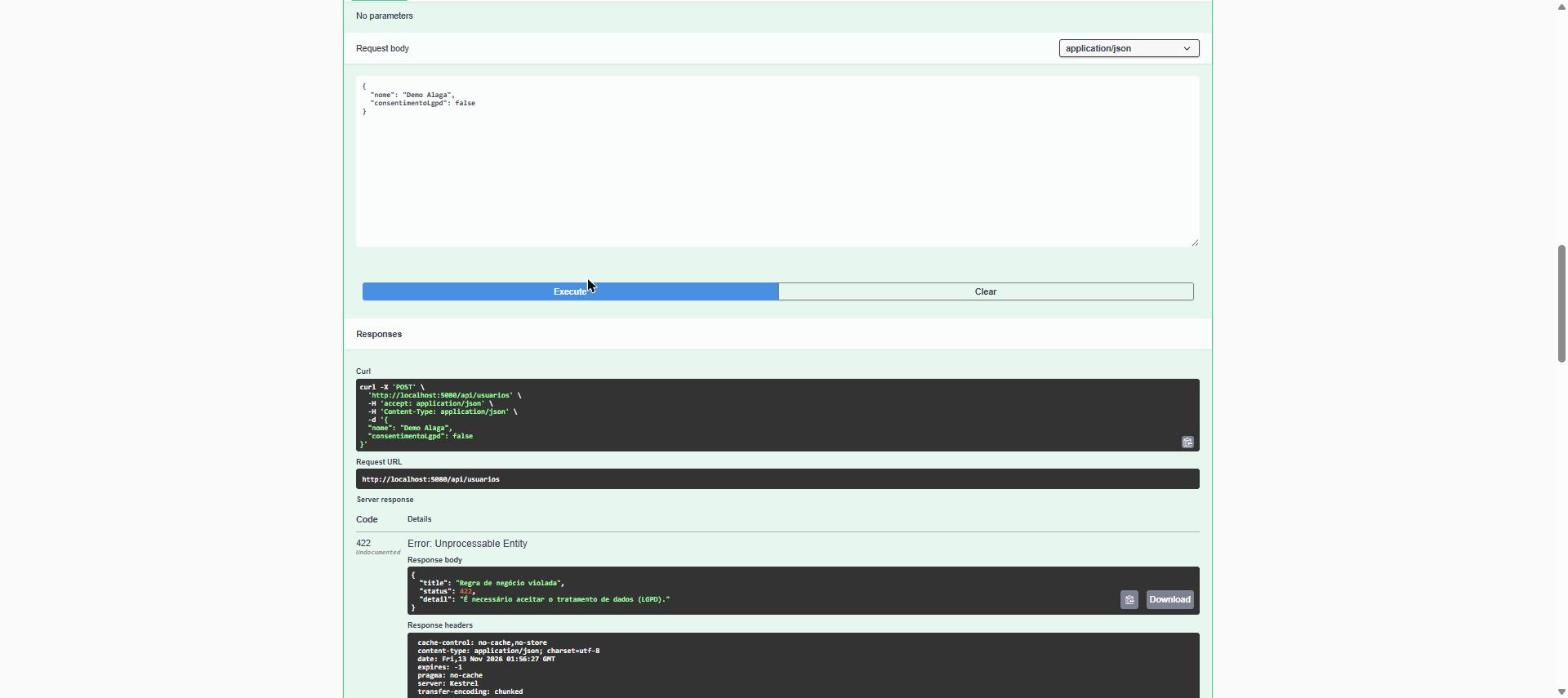 No parameters
Request body
application/json
{
  "nome": "Demo Alaga",
  "consentimentoLgpd": false
}
Execute
Clear
Responses
Curl
curl -X 'POST' \
  'http://localhost:5080/api/usuarios' \
  -H 'accept: application/json' \
  -H 'Content-Type: application/json' \
  -d '{
  "nome": "Demo Alaga",
  "consentimentoLgpd": false
}'
Request URL
http://localhost:5080/api/usuarios
Server response
Code
Details
422
Undocumented
Error: Unprocessable Entity
Response body
{
  "title": "Regra de negócio violada",
  "status": 422,
  "detail": "É necessário aceitar o tratamento de dados (LGPD)."
}
Download
Response headers
cache-control: no-cache,no-store
content-type: application/json; charset=utf-8
date: Fri,13 Nov 2026 01:56:27 GMT
expires: -1
pragma: no-cache
server: Kestrel
transfer-encoding: chunked